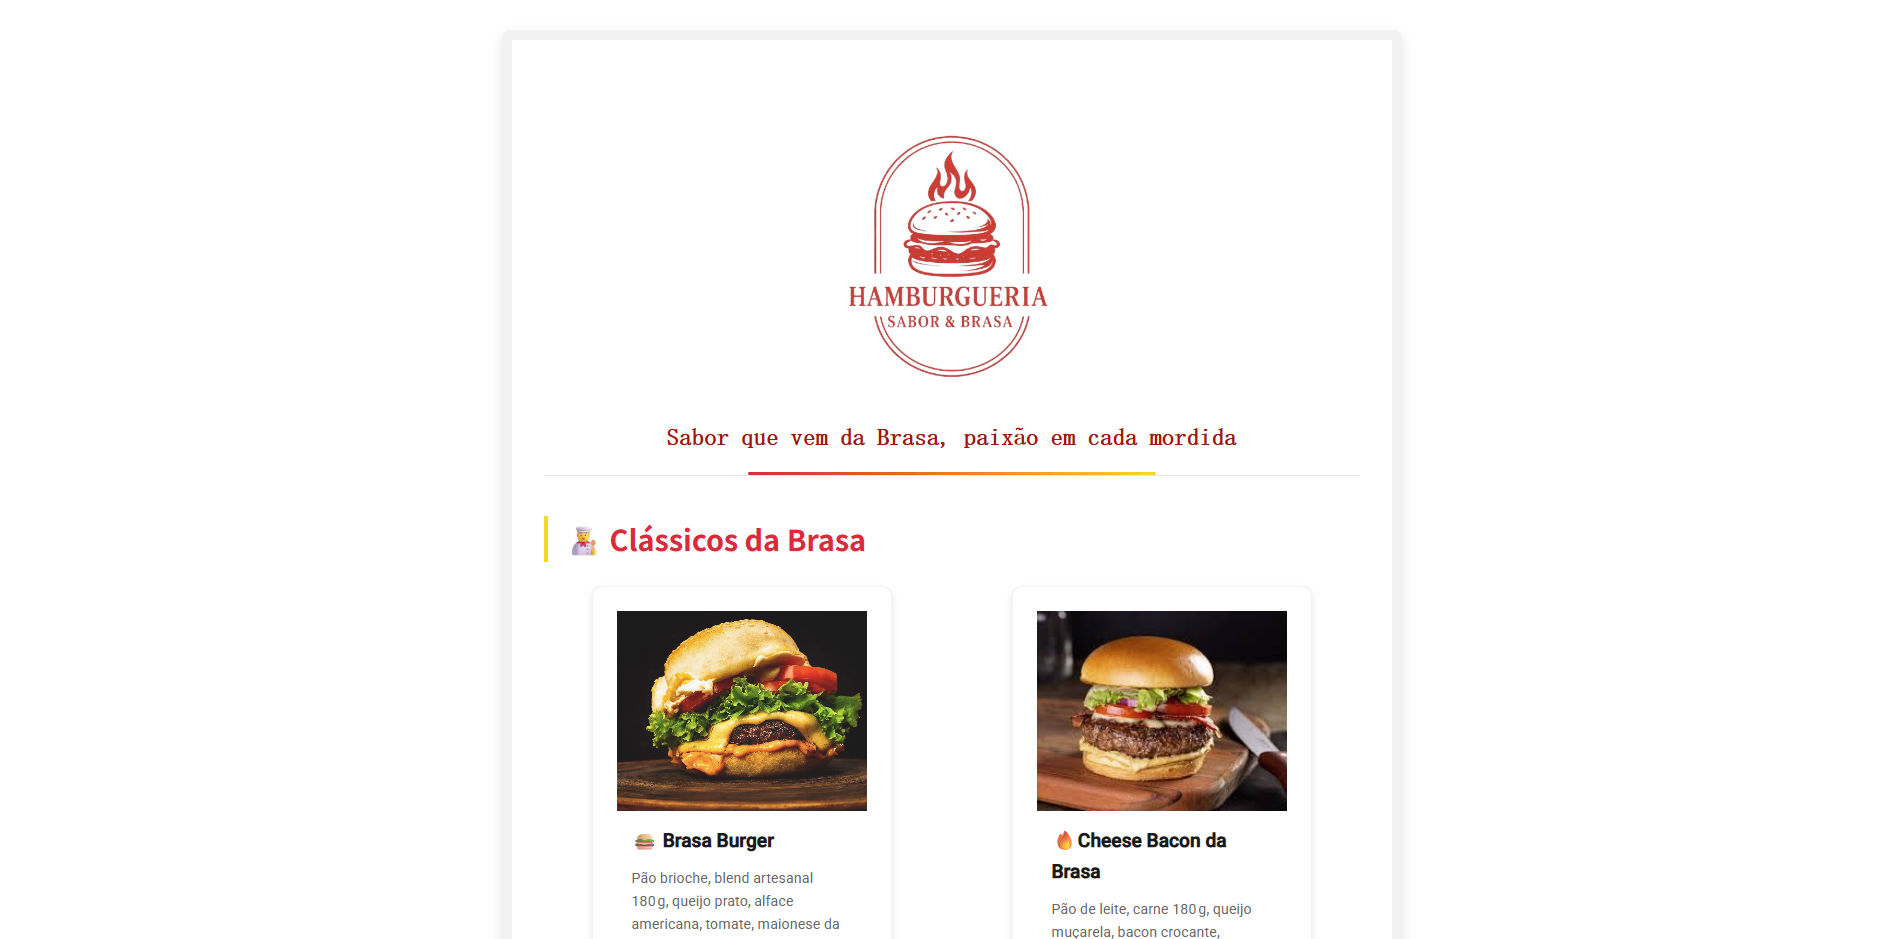 HAMBURGUERIA
SABOR & BRASA
Sabor que vem da Brasa, paixão em cada mordida
Clássicos da Brasa
Brasa Burger
Pão brioche, blend artesanal
180 g, queijo prato, alface
americana, tomate, maionese da
Cheese Bacon da
Brasa
Pão de leite, carne 180 g, queijo
muçarela, bacon crocante,